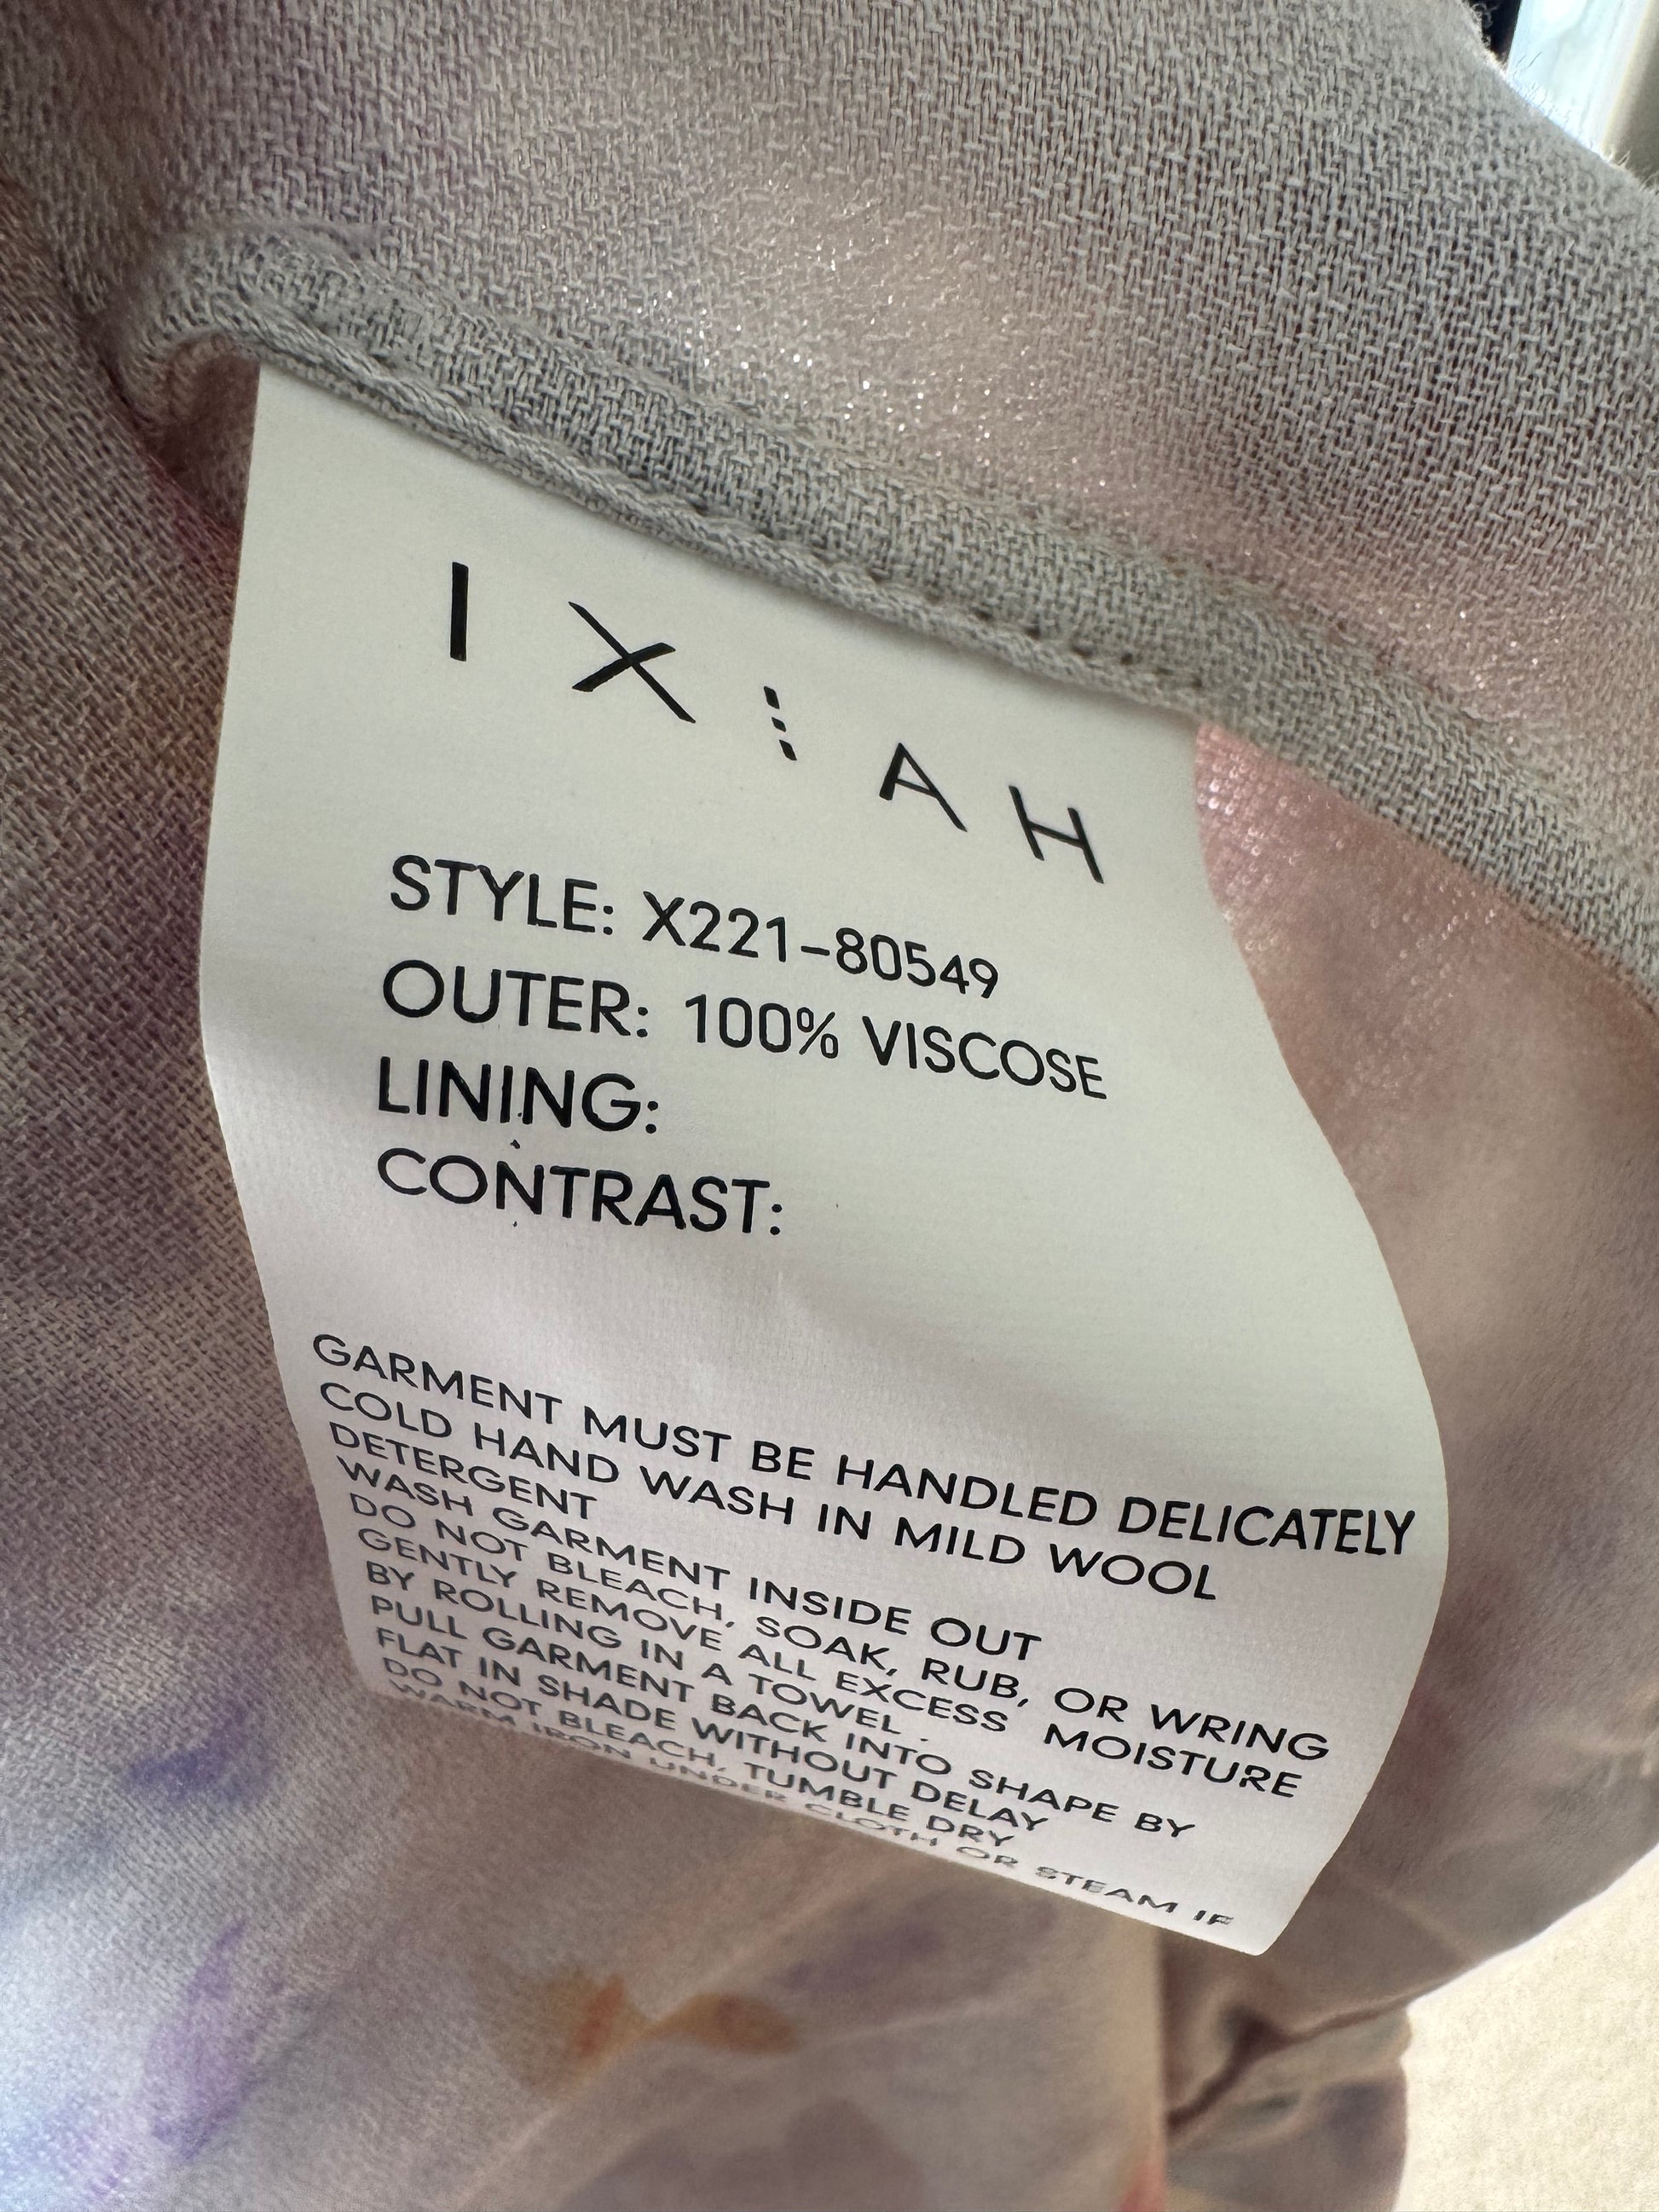 IX⋮AH
STYLE: X221-80549
OUTER: 100% VISCOSE
LINING:
CONTRAST:
GARMENT MUST BE HANDLED DELICATELY
COLD HAND WASH IN MILD WOOL
DETERGENT
WASH GARMENT INSIDE OUT
DO NOT BLEACH, SOAK, RUB, OR WRING
GENTLY REMOVE ALL EXCESS MOISTURE
BY ROLLING IN A TOWEL
PULL GARMENT BACK INTO SHAPE BY
FLAT IN SHADE WITHOUT DELAY
DO NOT BLEACH, TUMBLE DRY
WARM IRON UNDER CLOTH OR STEAM IF